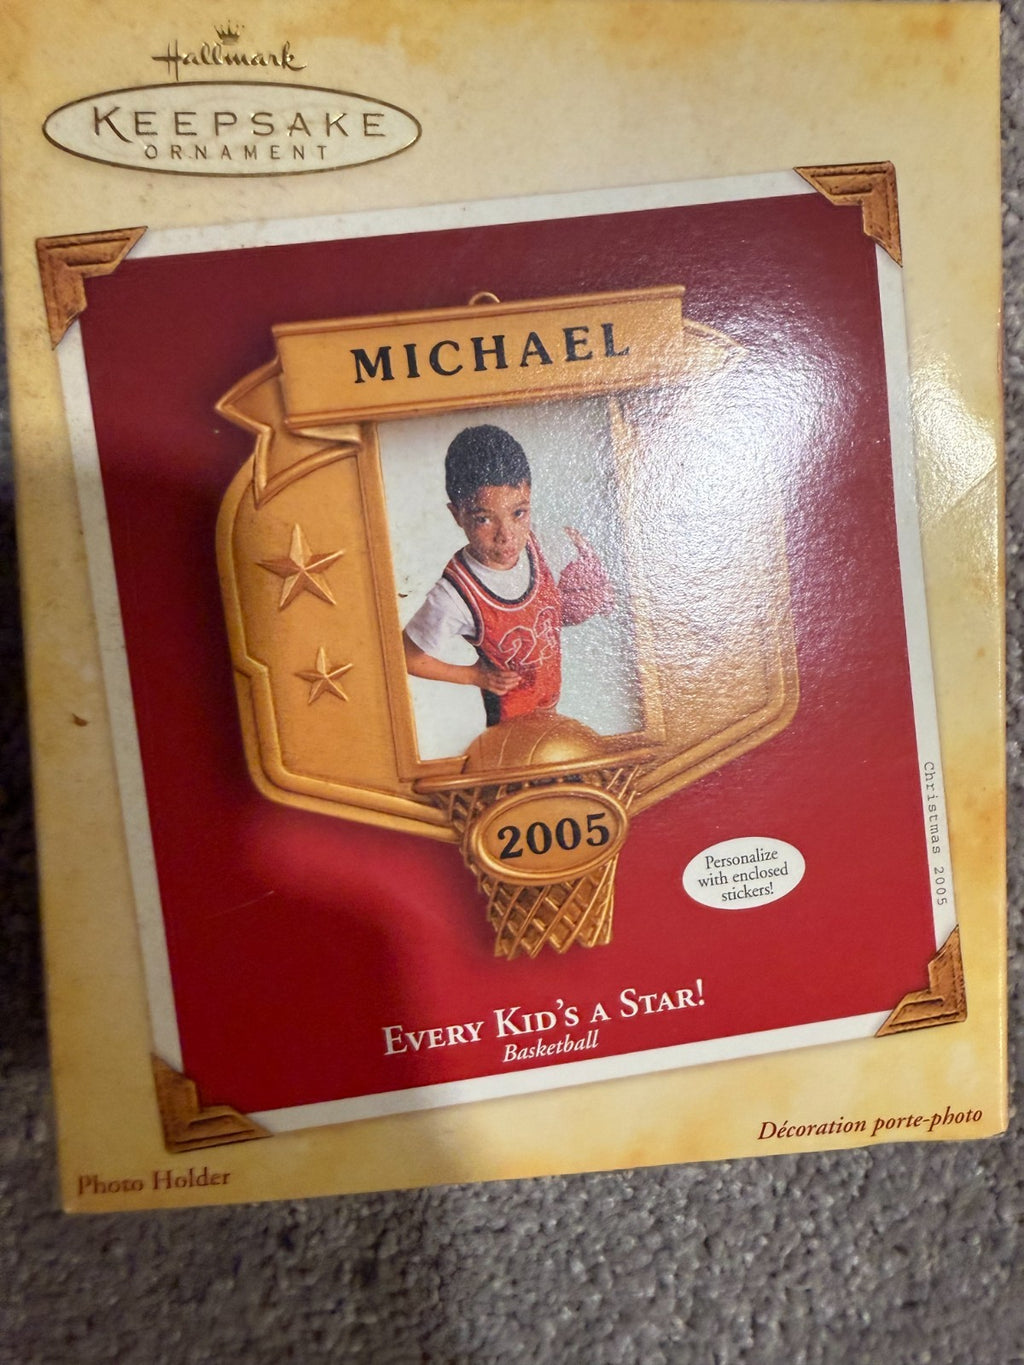 Hallmark
KEEPSAKE
ORNAMENT
MICHAEL
23
2005
Personalize
with enclosed
stickers!
Christmas 2005
EVERY KID'S A STAR!
Basketball
Photo Holder
Décoration porte-photo